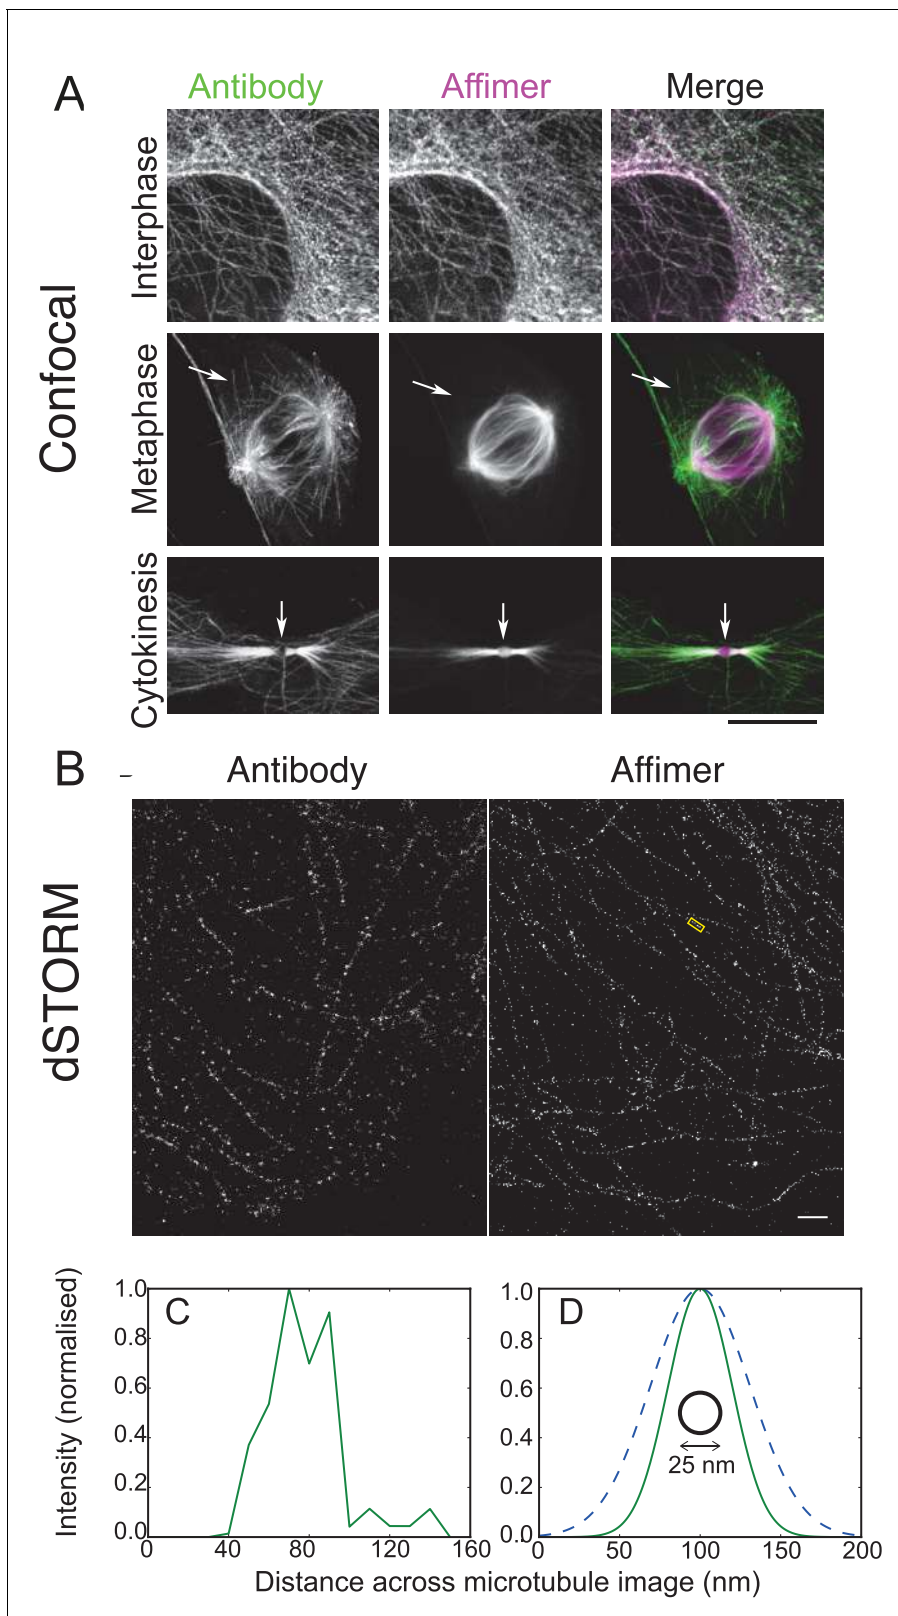 A
Antibody
Affimer
Merge
Confocal
Interphase
Metaphase
Cytokinesis
B
Antibody
Affimer
dSTORM
Intensity (normalised)
C
1.0
0.8
0.6
0.4
0.2
0.0
0
40
80
120
160
D
1.0
0.8
0.6
0.4
0.2
0.0
25 nm
0
50
100
150
200
Distance across microtubule image (nm)